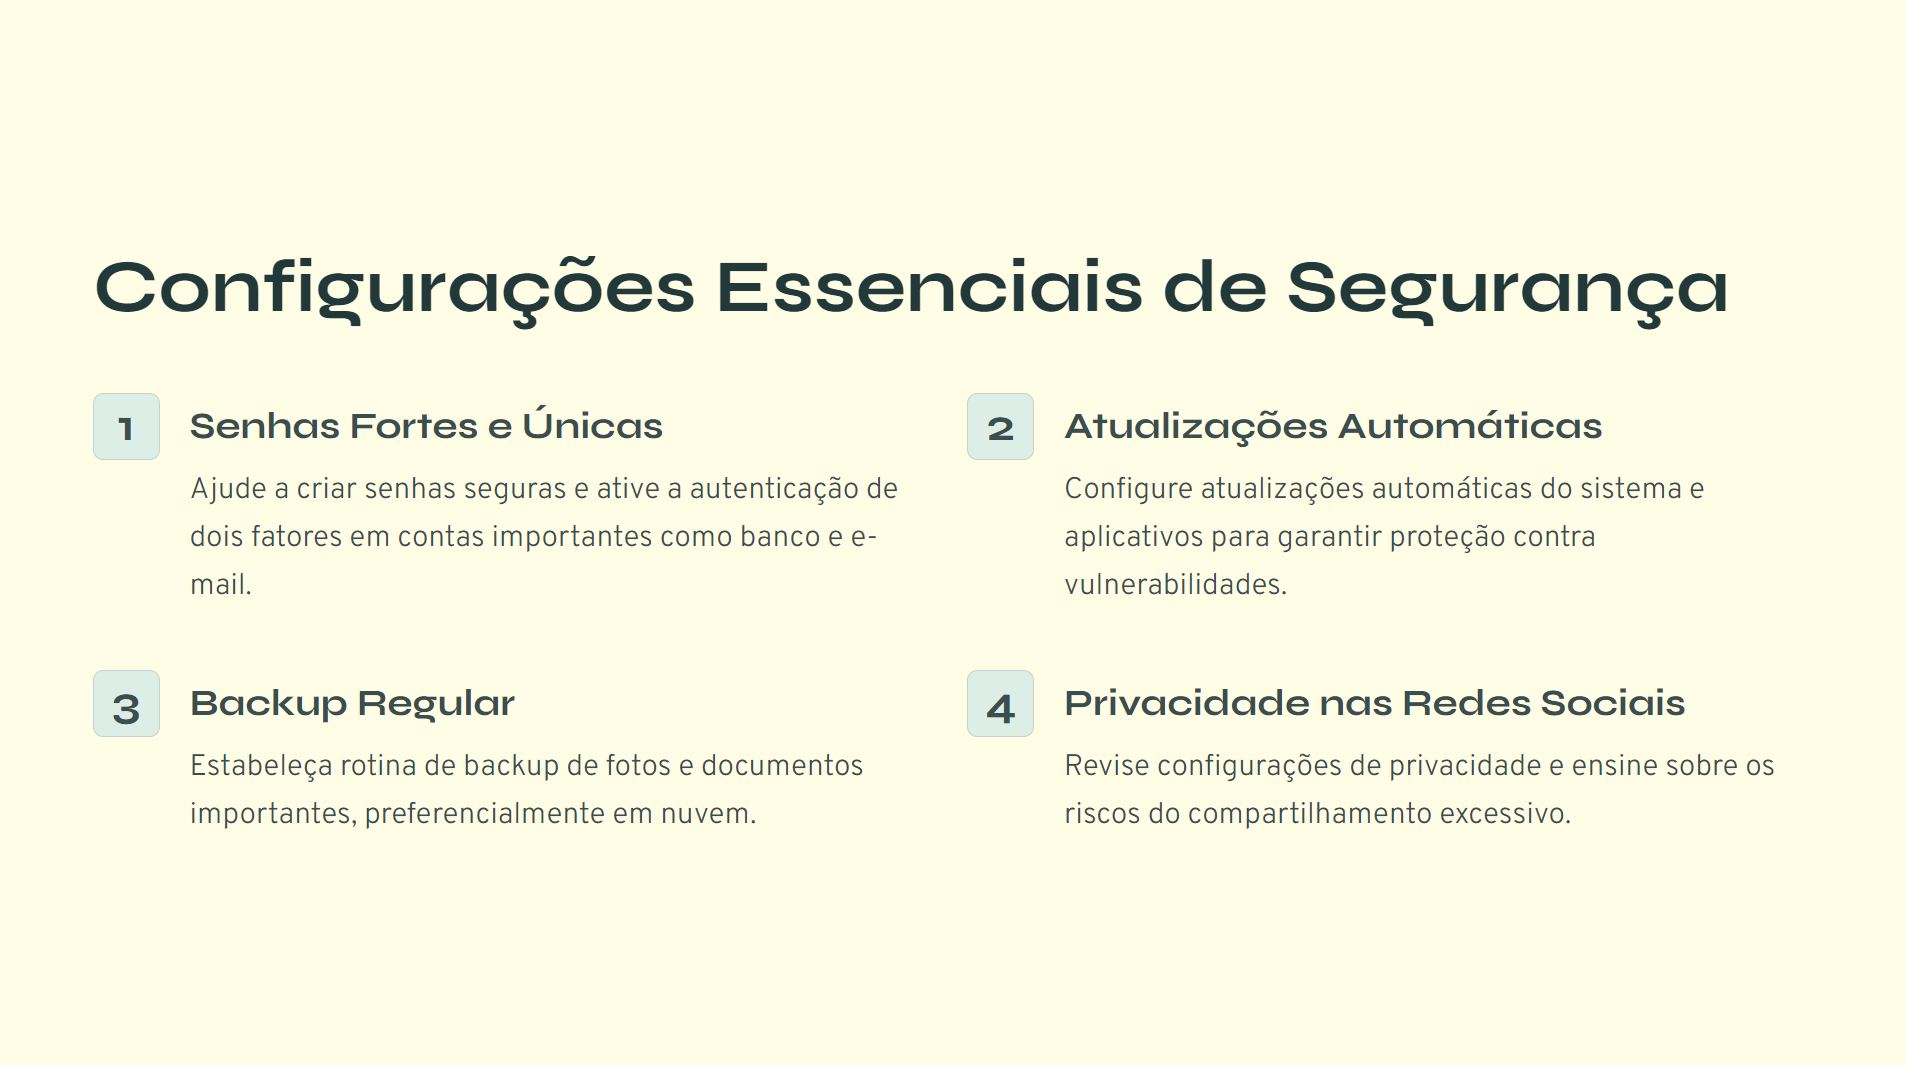 Configurações Essenciais de Segurança
1
Senhas Fortes e Únicas
Ajude a criar senhas seguras e ative a autenticação de
dois fatores em contas importantes como banco e e-
mail.
2
Atualizações Automáticas
Configure atualizações automáticas do sistema e
aplicativos para garantir proteção contra
vulnerabilidades.
3
Backup Regular
Estabeleça rotina de backup de fotos e documentos
importantes, preferencialmente em nuvem.
4
Privacidade nas Redes Sociais
Revise configurações de privacidade e ensine sobre os
riscos do compartilhamento excessivo.